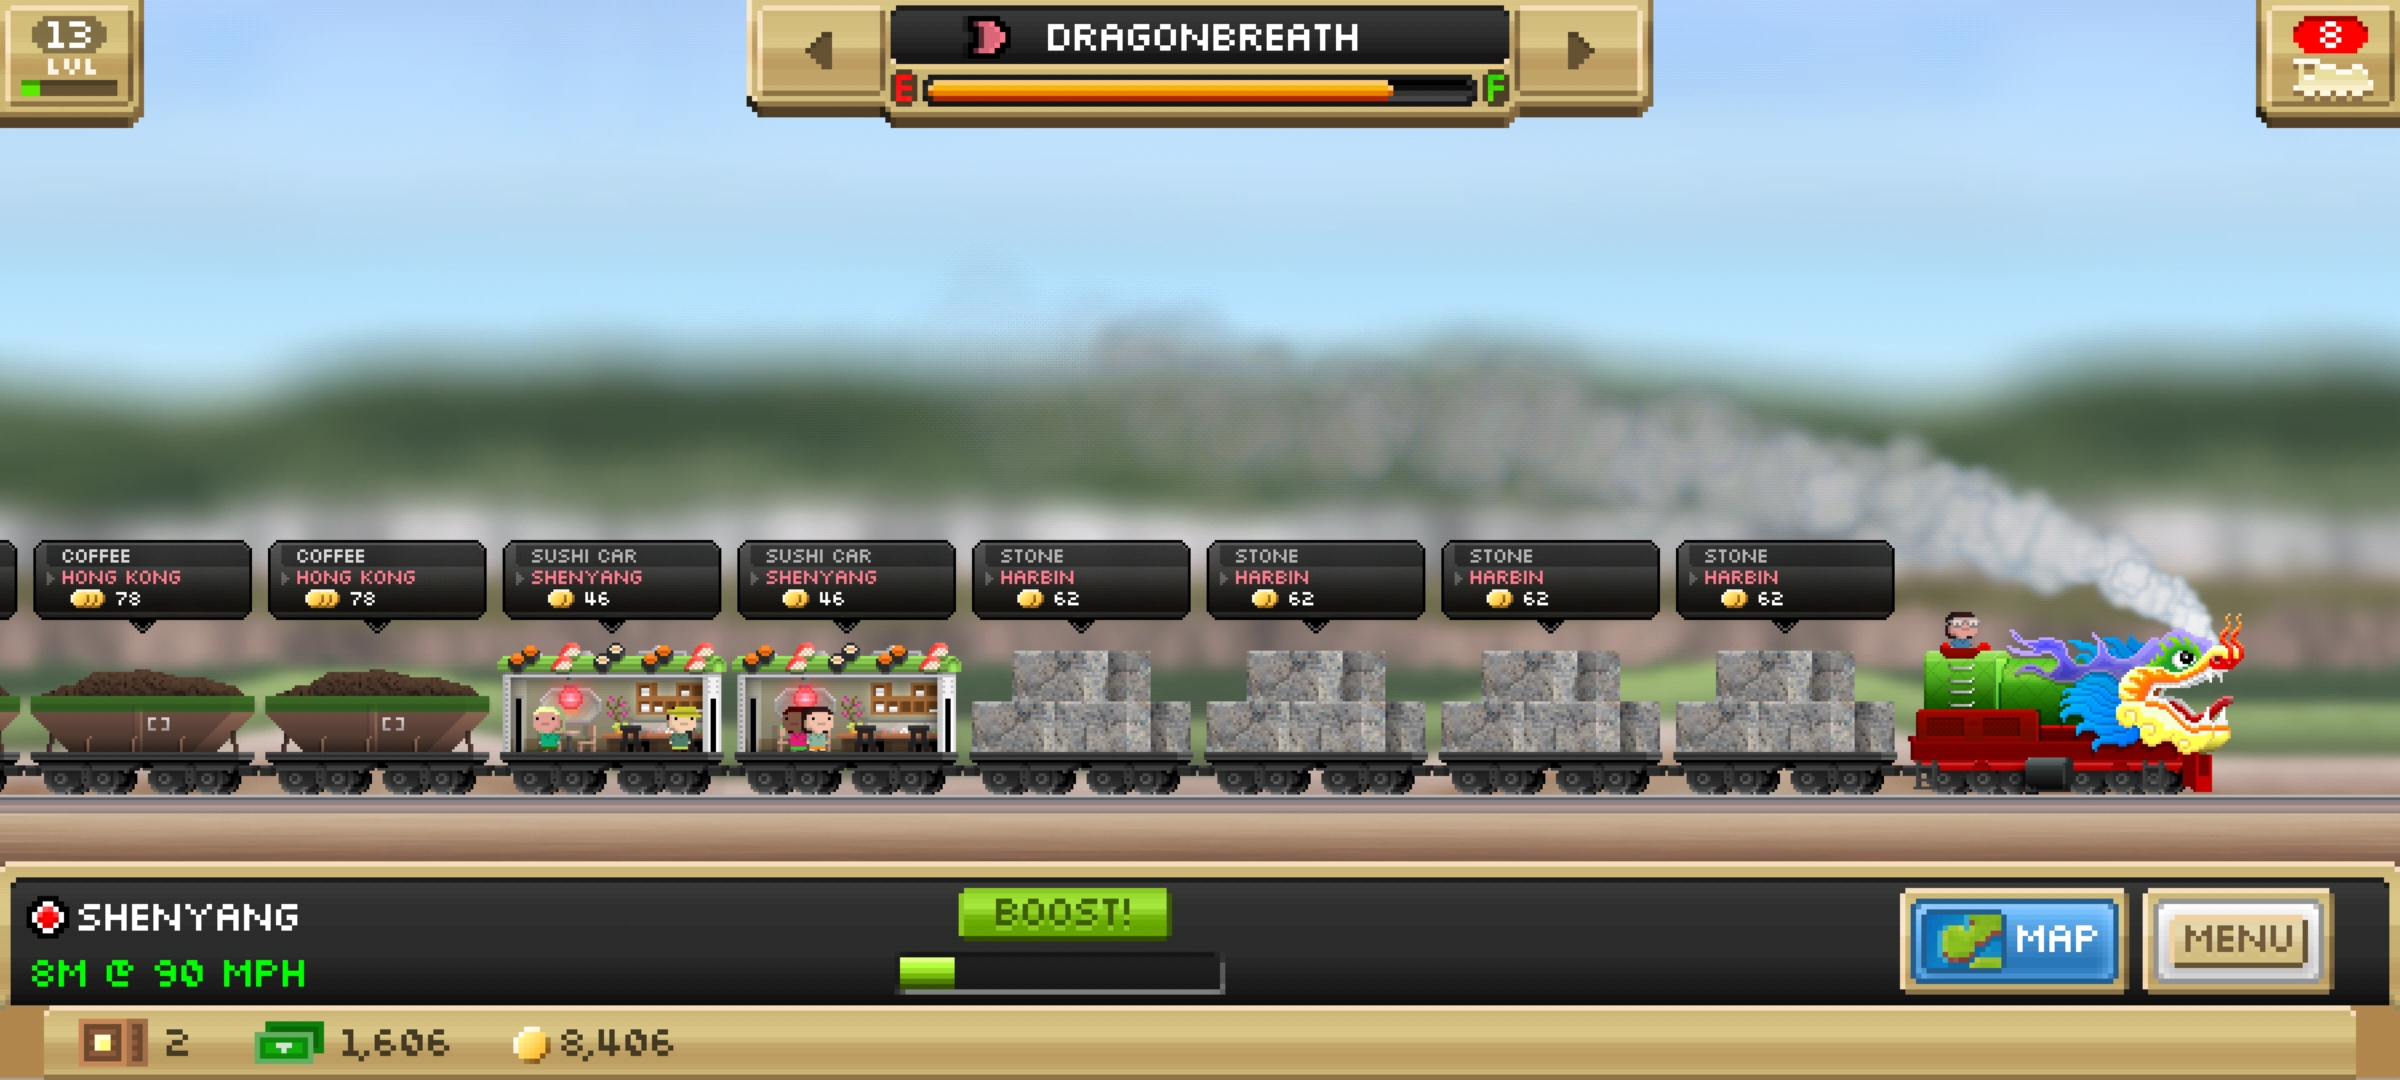 13
LVL
DRAGONBREATH
E F
8
COFFEE
HONG KONG
78
COFFEE
HONG KONG
78
SUSHI CAR
SHENYANG
46
SUSHI CAR
SHENYANG
46
STONE
HARBIN
62
STONE
HARBIN
62
STONE
HARBIN
62
STONE
HARBIN
62
SHENYANG
8M @ 90 MPH
BOOST!
MAP
MENU
2
1,606
8,406